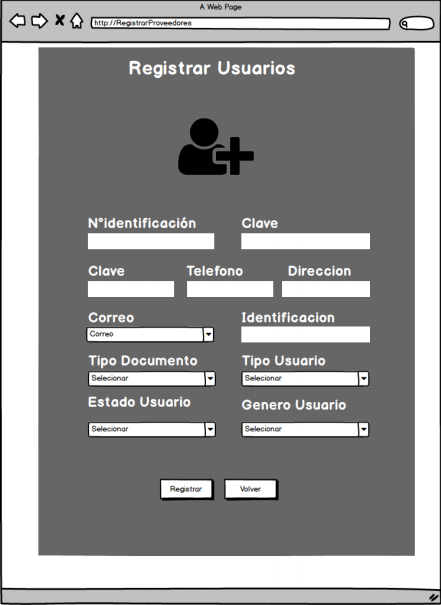 A Web Page
http://RegistrarProveedores
Registrar Usuarios
N°identificación Clave
Clave Telefono Direccion
Correo Identificacion
Correo
Tipo Documento Tipo Usuario
Selecionar Selecionar
Estado Usuario Genero Usuario
Selecionar Selecionar
Registrar Volver